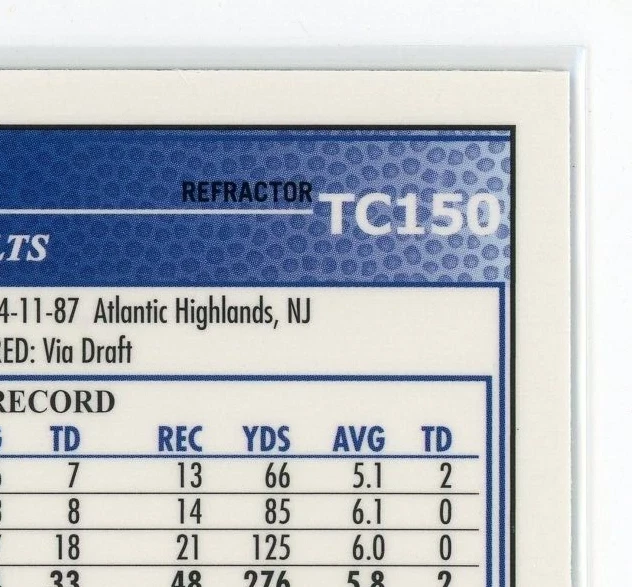 REFRACTOR TC150
LTS
4-11-87 Atlantic Highlands, NJ
RED: Via Draft
RECORD
TD REC YDS AVG TD
7 13 66 5.1 2
8 14 85 6.1 0
18 21 125 6.0 0
33 48 276 5.8 2